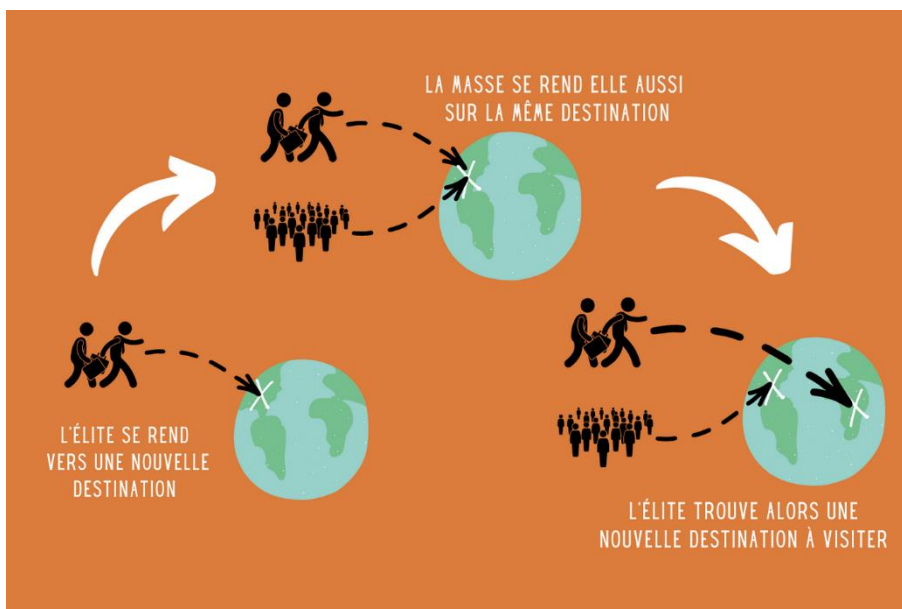 LA MASSE SE REND ELLE AUSSI
SUR LA MÊME DESTINATION
L'ÉLITE SE REND
VERS UNE NOUVELLE
DESTINATION
L'ÉLITE TROUVE ALORS UNE
NOUVELLE DESTINATION À VISITER